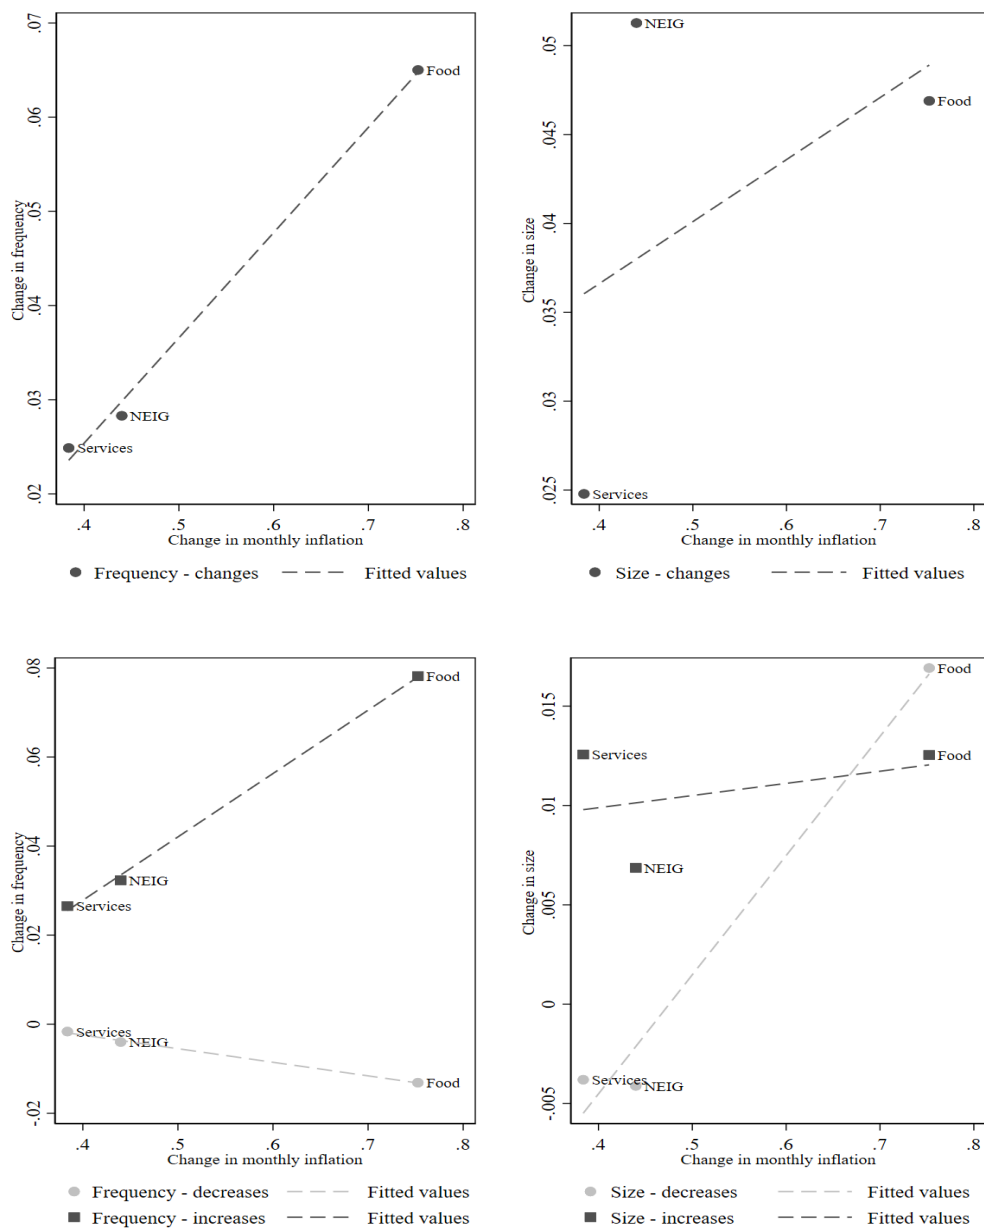 Change in frequency
.02 .03 .04 .05 .06 .07
Food
NEIG
Services
.4 .5 .6 .7 .8
Change in monthly inflation
Frequency - changes Fitted values
Change in size
.025 .03 .035 .04 .045 .05
NEIG
Food
Services
.4 .5 .6 .7 .8
Change in monthly inflation
Size - changes Fitted values
Change in frequency
-.02 0 .02 .04 .06 .08
Food
NEIG
Services
Services
NEIG
Food
.4 .5 .6 .7 .8
Change in monthly inflation
Frequency - decreases Fitted values
Frequency - increases Fitted values
Change in size
-.005 0 .005 .01 .015
Food
Services
Food
NEIG
Services
NEIG
.4 .5 .6 .7 .8
Change in monthly inflation
Size - decreases Fitted values
Size - increases Fitted values